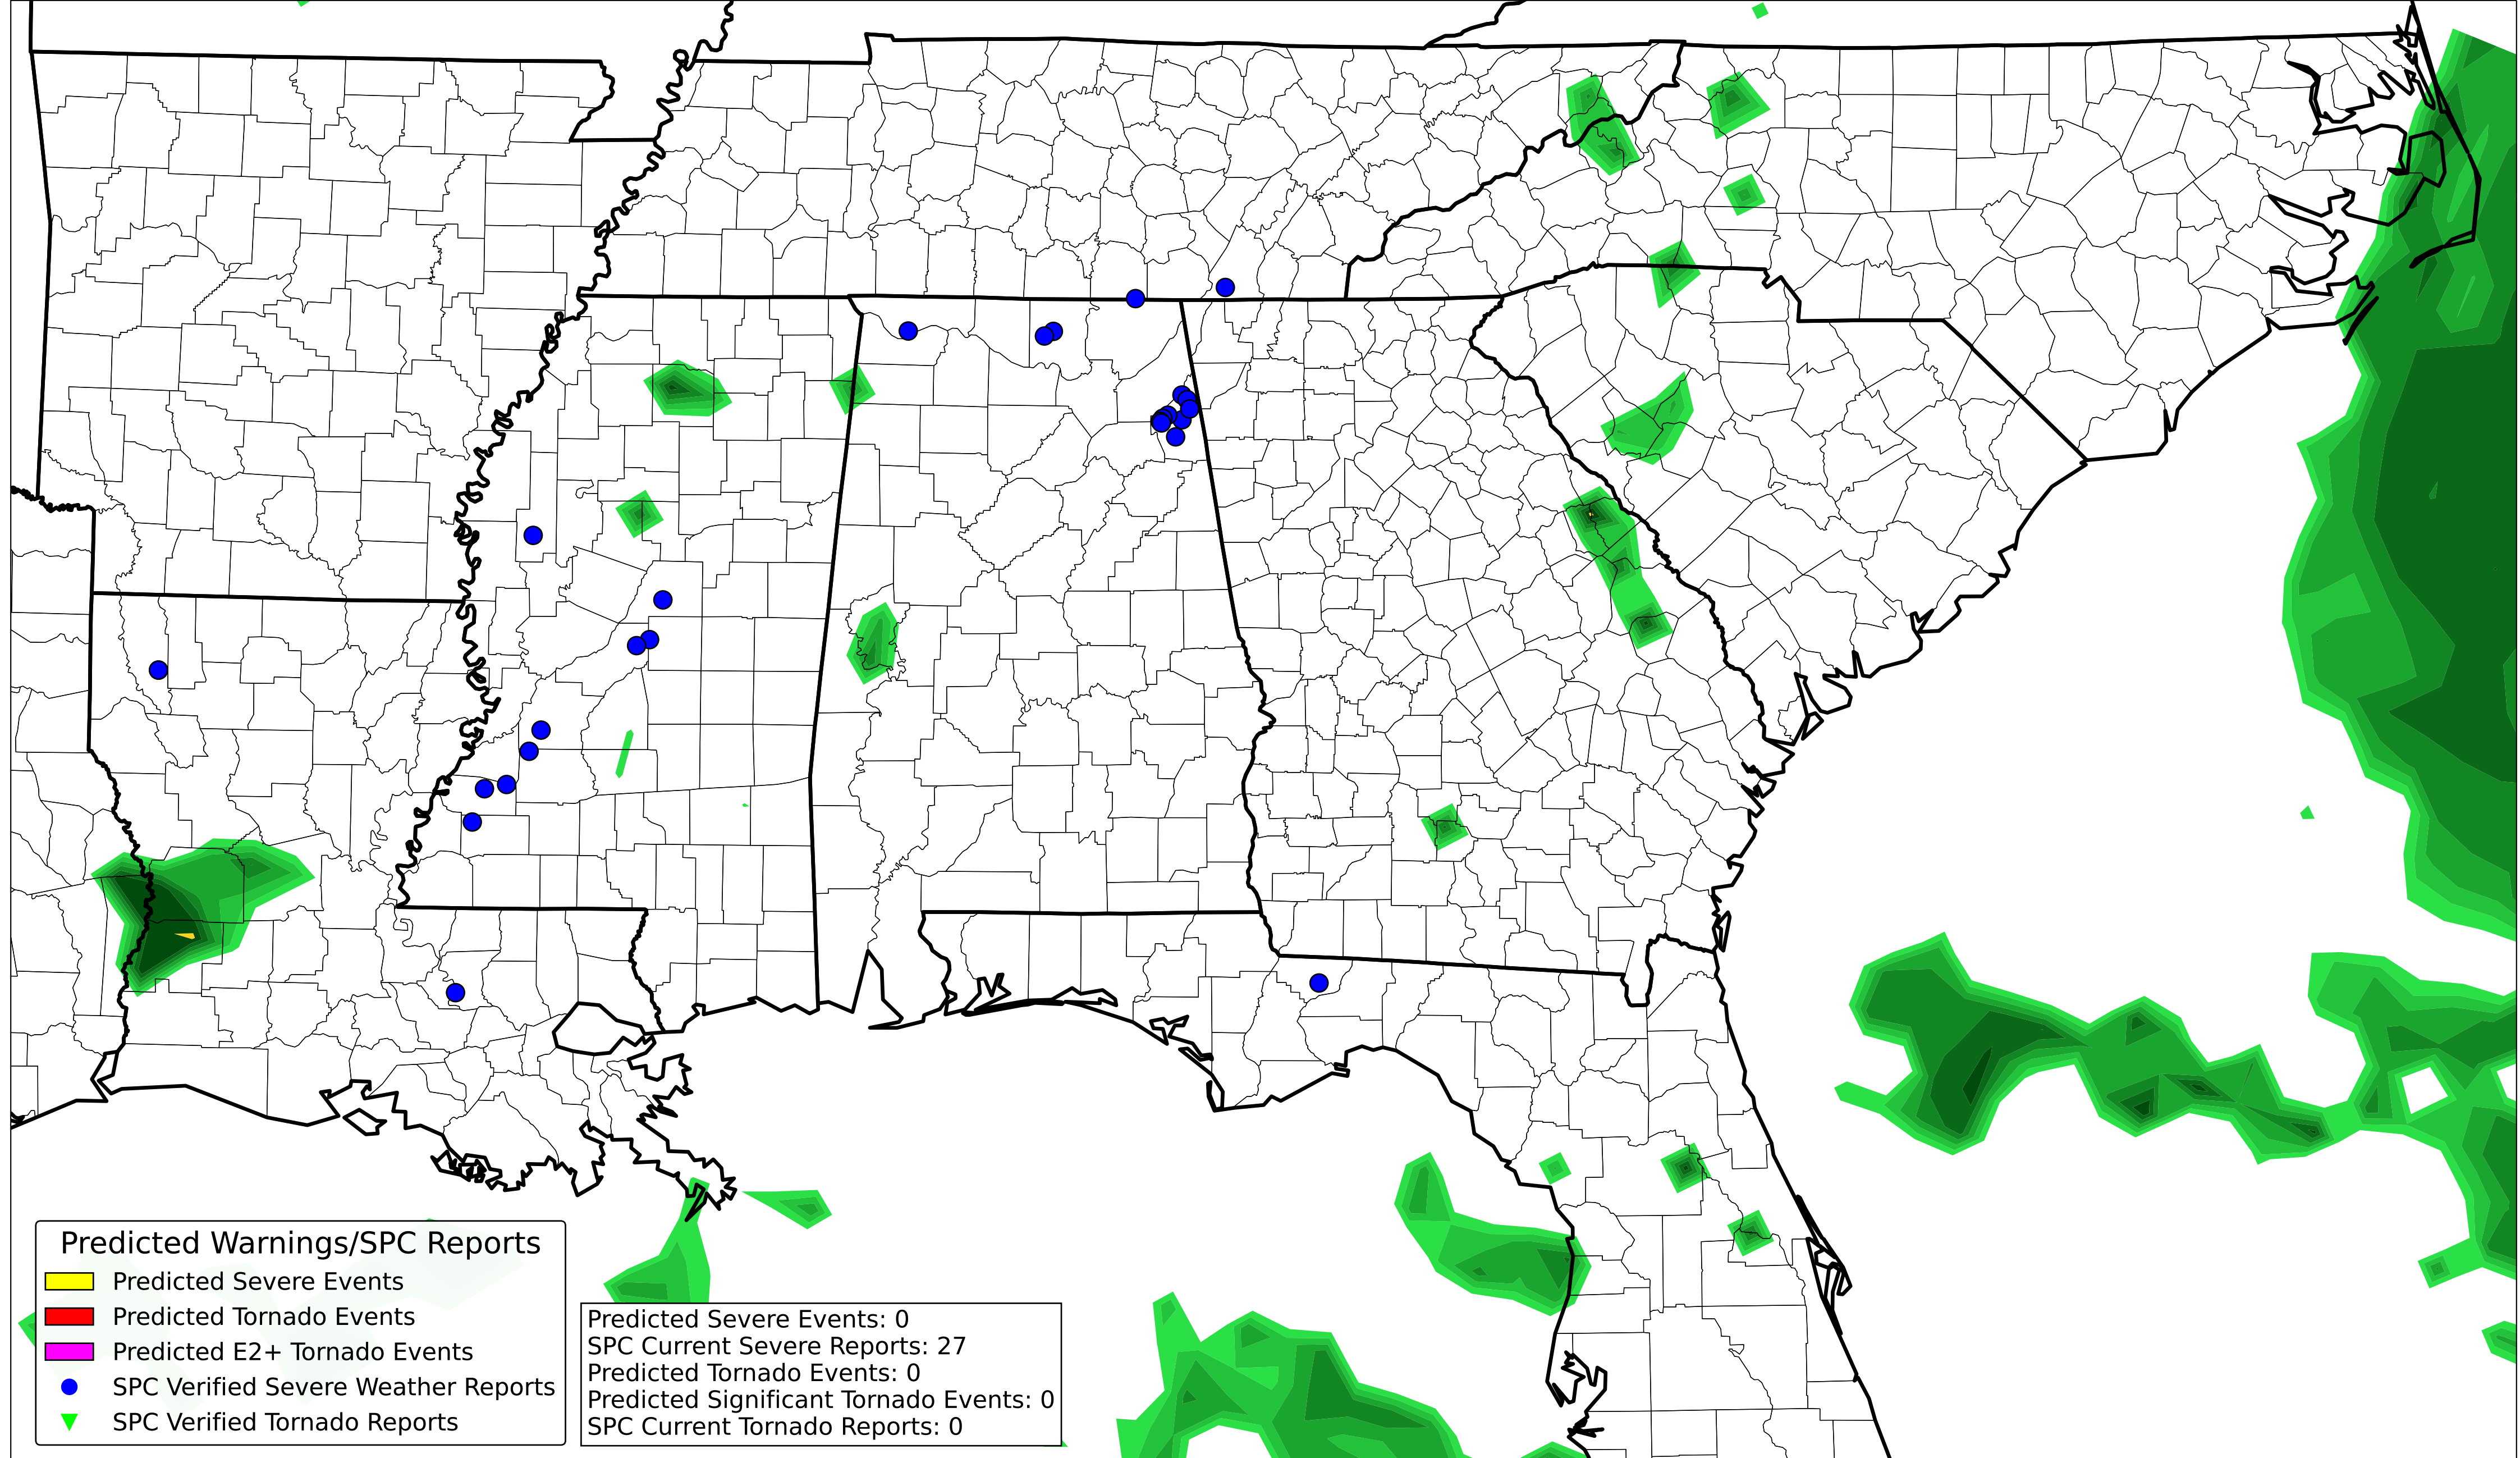 Predicted Warnings/SPC Reports
Predicted Severe Events
Predicted Tornado Events
Predicted E2+ Tornado Events
SPC Verified Severe Weather Reports
SPC Verified Tornado Reports
Predicted Severe Events: 0
SPC Current Severe Reports: 27
Predicted Tornado Events: 0
Predicted Significant Tornado Events: 0
SPC Current Tornado Reports: 0